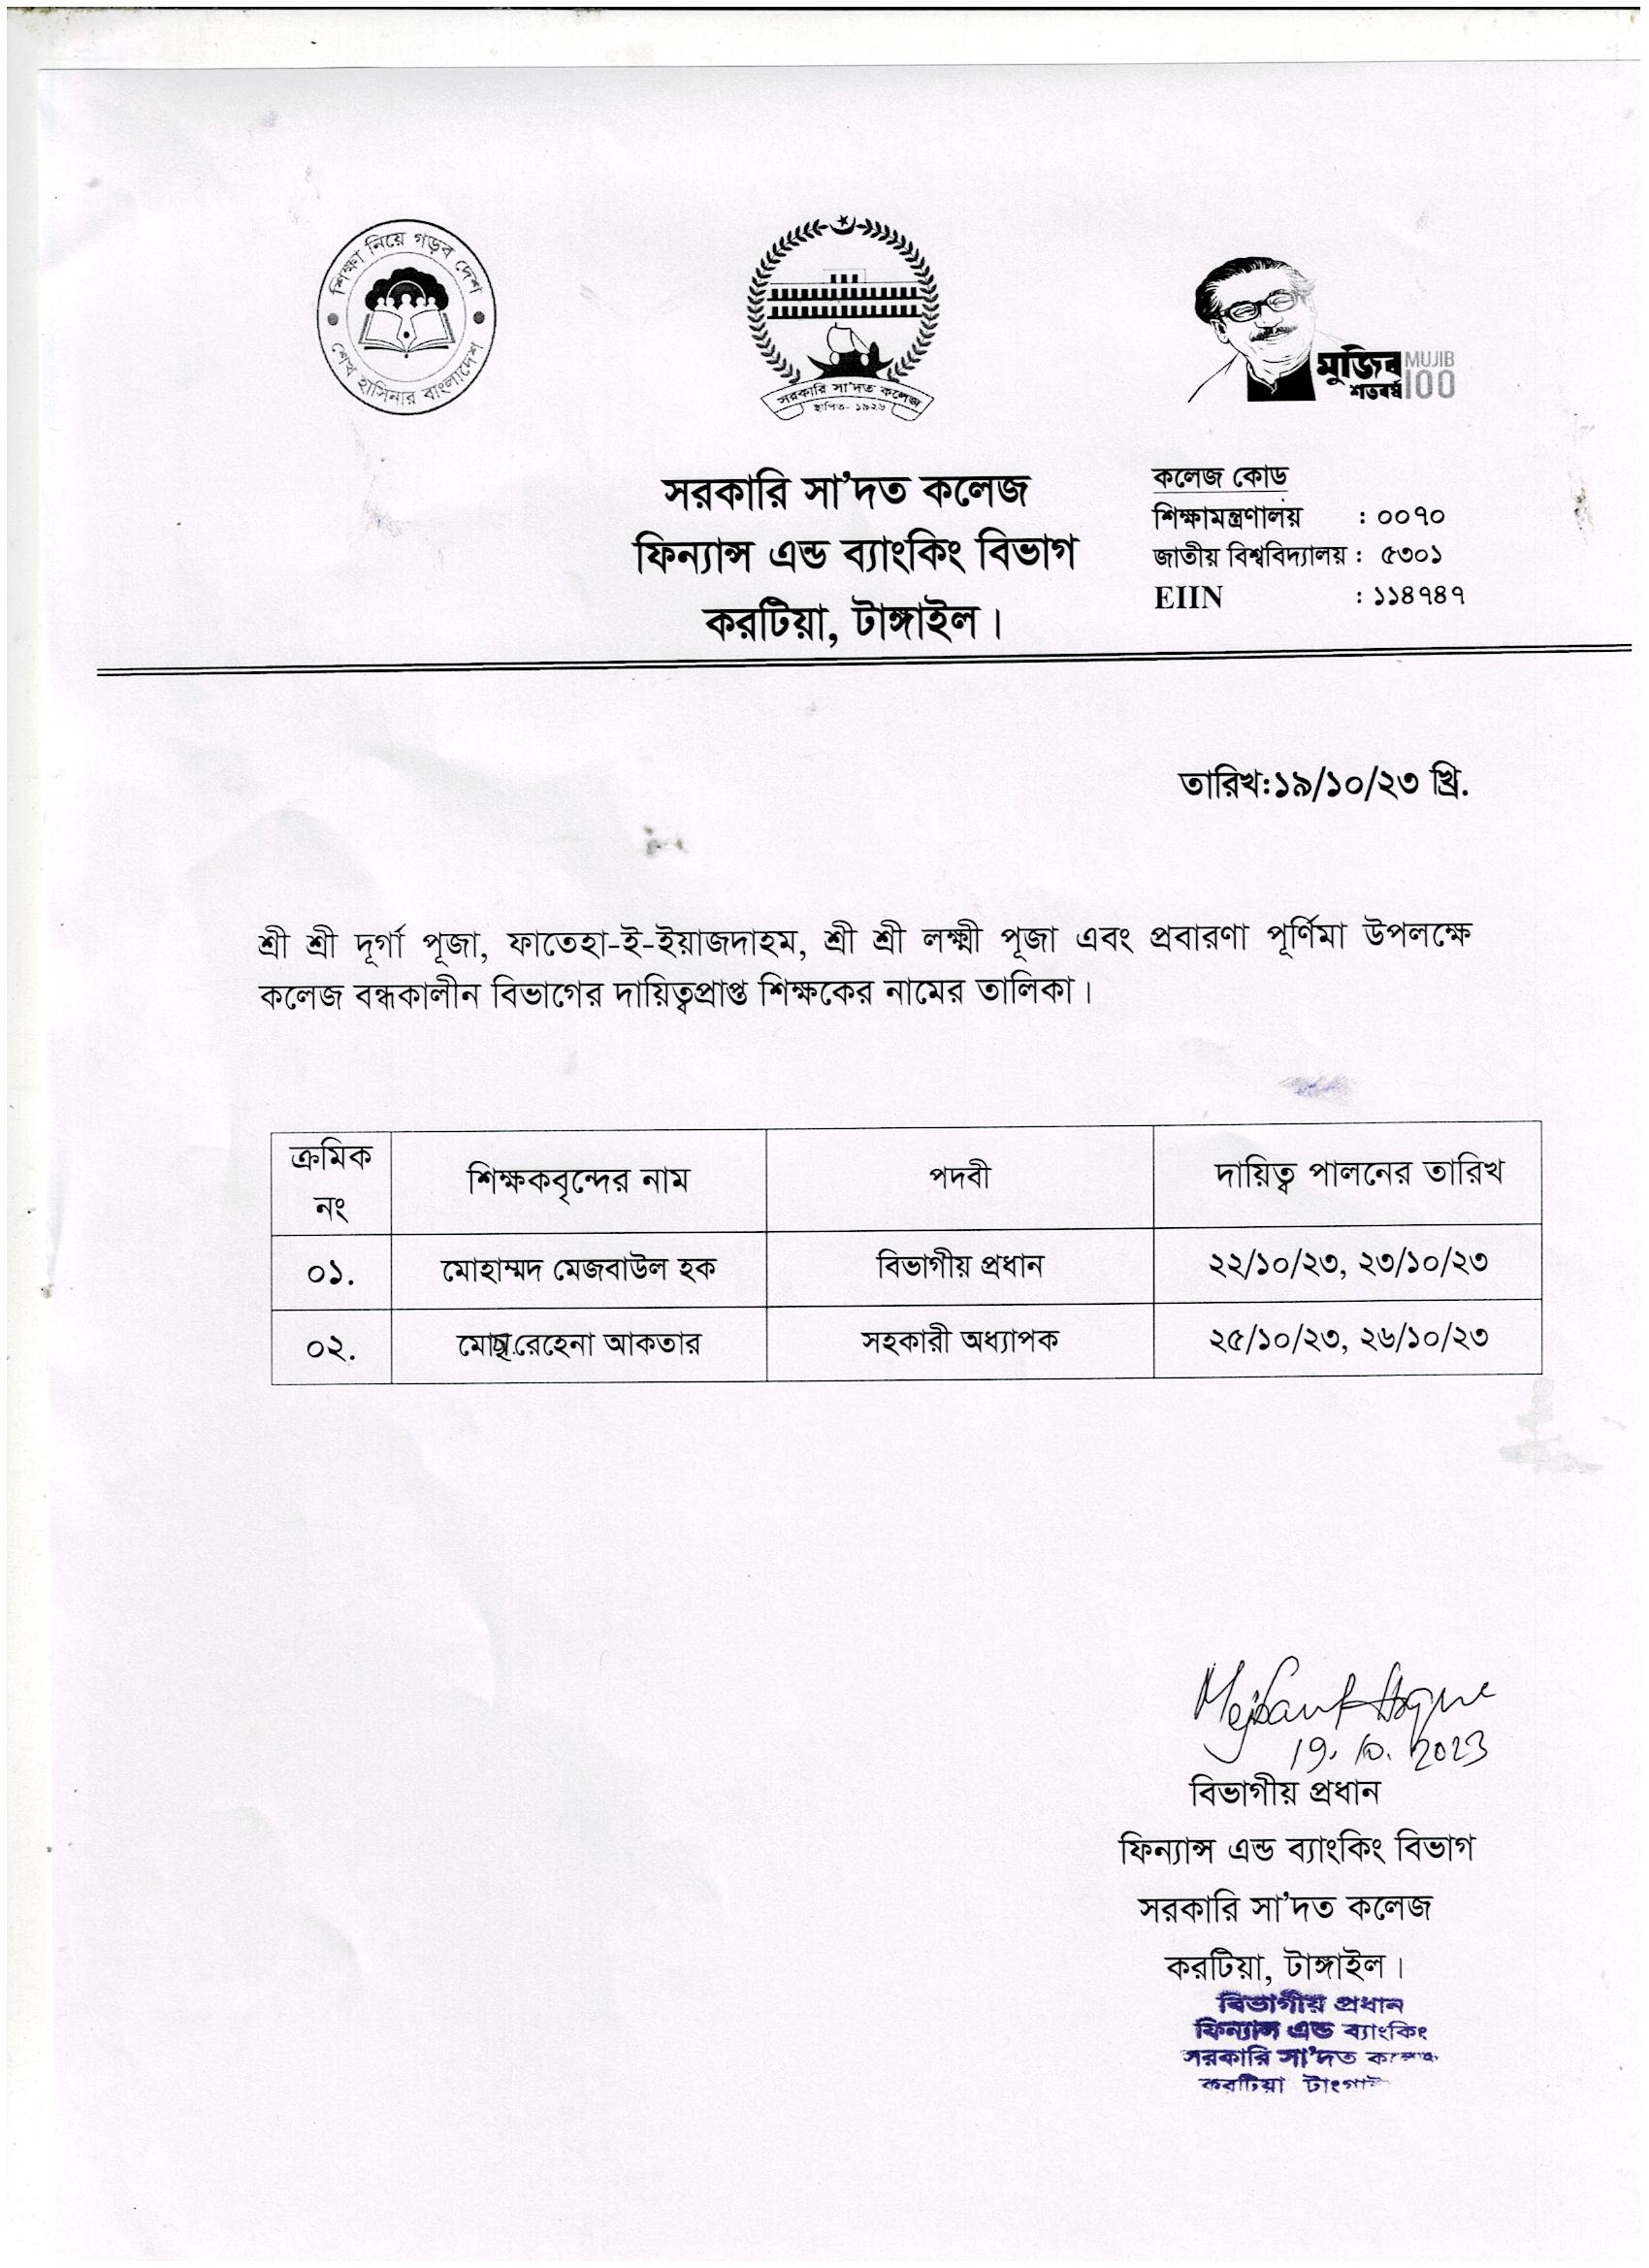 শিক্ষা নিয়ে গড়ব দেশ
শেখ হাসিনার বাংলাদেশ
সরকারি সা'দত কলেজ
স্থাপিত- ১৯২৬
মুজিব
শতবর্ষ
MUJIB
100
সরকারি সা'দত কলেজ
ফিন্যান্স এন্ড ব্যাংকিং বিভাগ
করটিয়া, টাঙ্গাইল।
কলেজ কোড
শিক্ষামন্ত্রণালয় : ০০৭০
জাতীয় বিশ্ববিদ্যালয় : ৫৩০১
EIIN : ১১৪৭৪৭
তারিখ:১৯/১০/২৩ খ্রি.
শ্রী শ্রী দূর্গা পূজা, ফাতেহা-ই-ইয়াজদাহম, শ্রী শ্রী লক্ষ্মী পূজা এবং প্রবারণা পূর্ণিমা উপলক্ষে
কলেজ বন্ধকালীন বিভাগের দায়িত্বপ্রাপ্ত শিক্ষকের নামের তালিকা।
ক্রমিক নং শিক্ষকবৃন্দের নাম পদবী দায়িত্ব পালনের তারিখ
০১. মোহাম্মদ মেজবাউল হক বিভাগীয় প্রধান ২২/১০/২৩, ২৩/১০/২৩
০২. রেহেনা আকতার সহকারী অধ্যাপক ২৫/১০/২৩, ২৬/১০/২৩
19.10.2023
বিভাগীয় প্রধান
ফিন্যান্স এন্ড ব্যাংকিং বিভাগ
সরকারি সা'দত কলেজ
করটিয়া, টাঙ্গাইল।
বিভাগীয় প্রধান
ফিন্যান্স এন্ড ব্যাংকিং
সরকারি সা'দত
করটিয়া